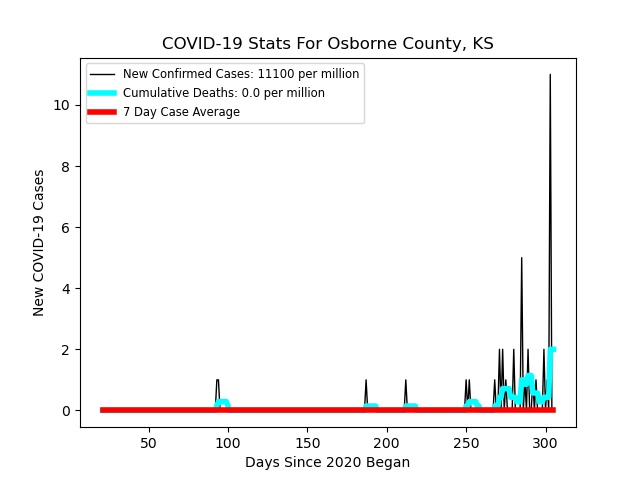 COVID-19 Stats For Osborne County, KS
New Confirmed Cases: 11100 per million
Cumulative Deaths: 0.0 per million
7 Day Case Average
New COVID-19 Cases
10
8
6
4
2
0
50 100 150 200 250 300
Days Since 2020 Began